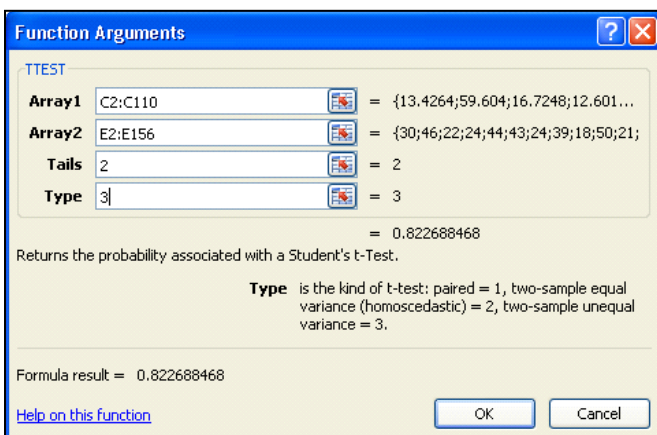 Function Arguments
TTEST
Array1 C2:C110 = {13.4264;59.604;16.7248;12.601...
Array2 E2:E156 = {30;46;22;24;44;43;24;39;18;50;21;
Tails 2 = 2
Type 3 = 3
= 0.822688468
Returns the probability associated with a Student's t-Test.
Type is the kind of t-test: paired = 1, two-sample equal
variance (homoscedastic) = 2, two-sample unequal
variance = 3.
Formula result = 0.822688468
Help on this function OK Cancel